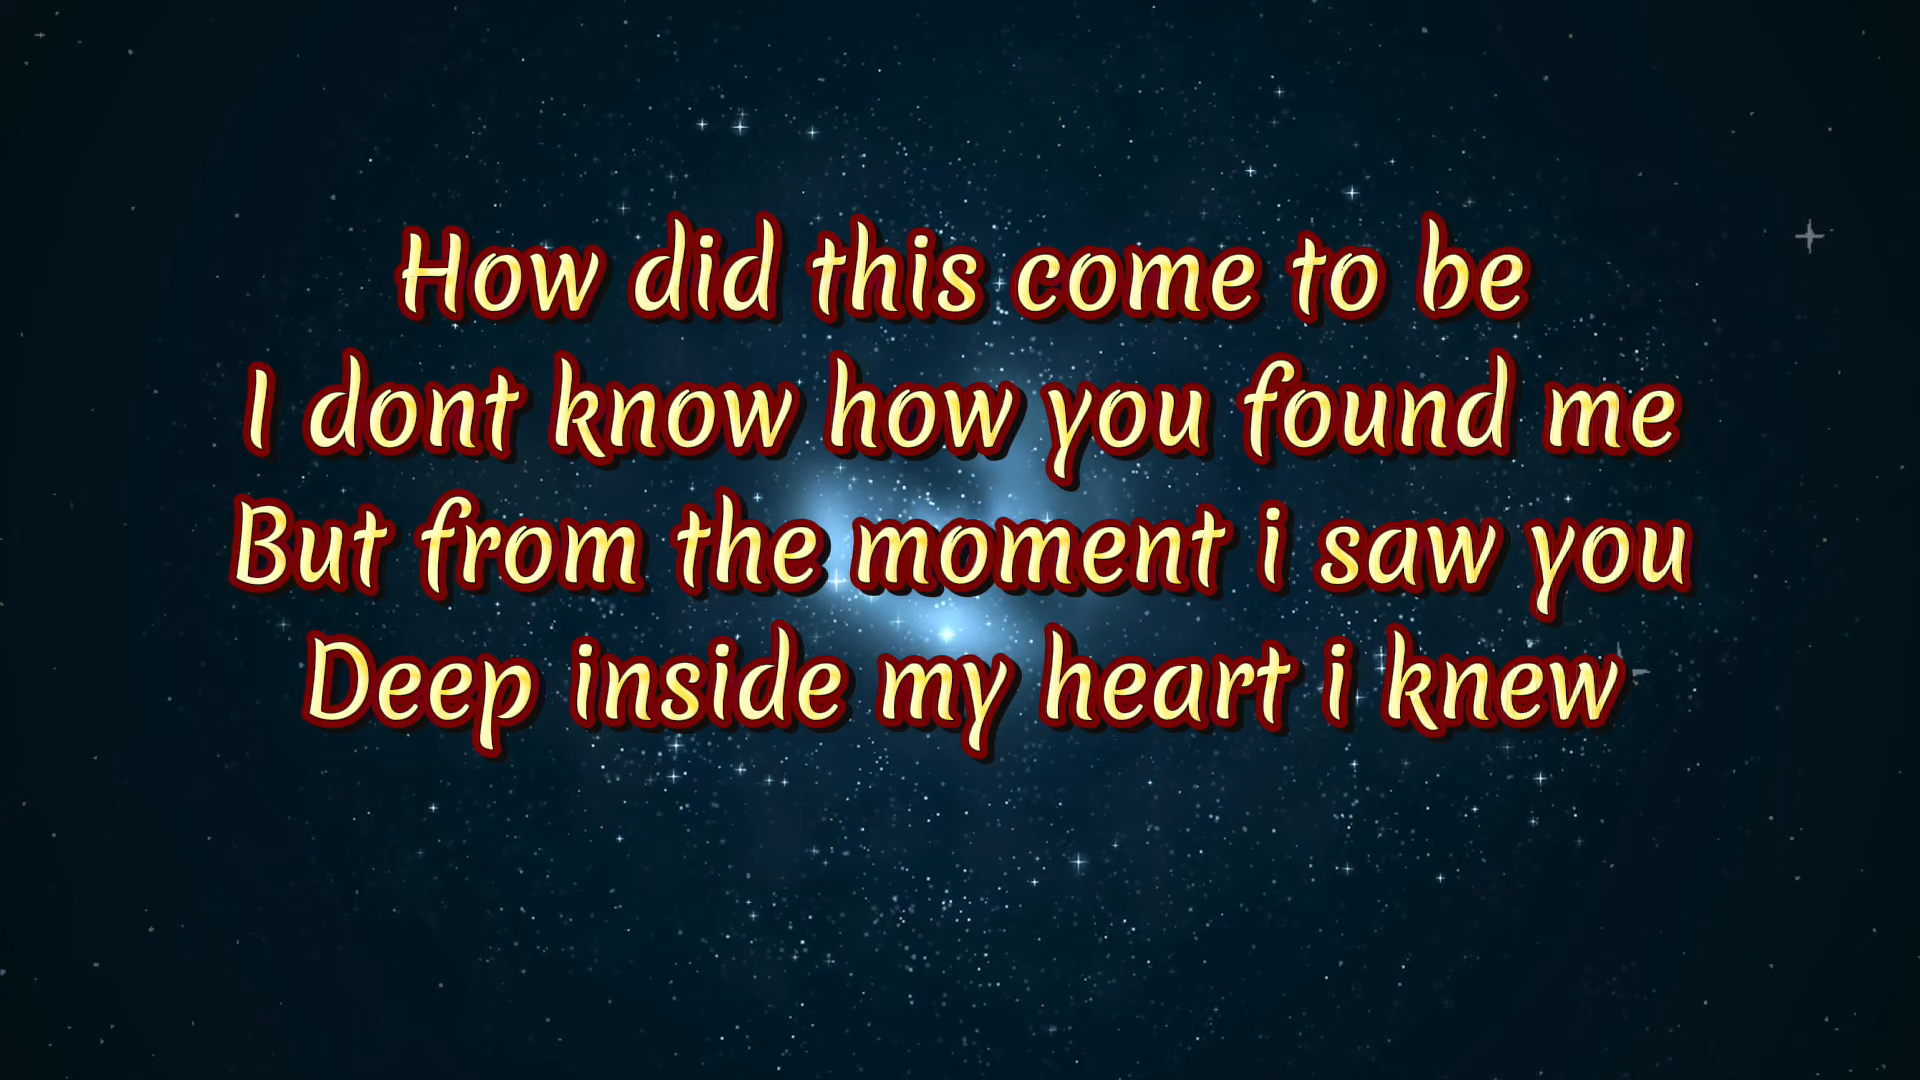 How did this come to be
I dont know how you found me
But from the moment i saw you
Deep inside my heart i knew